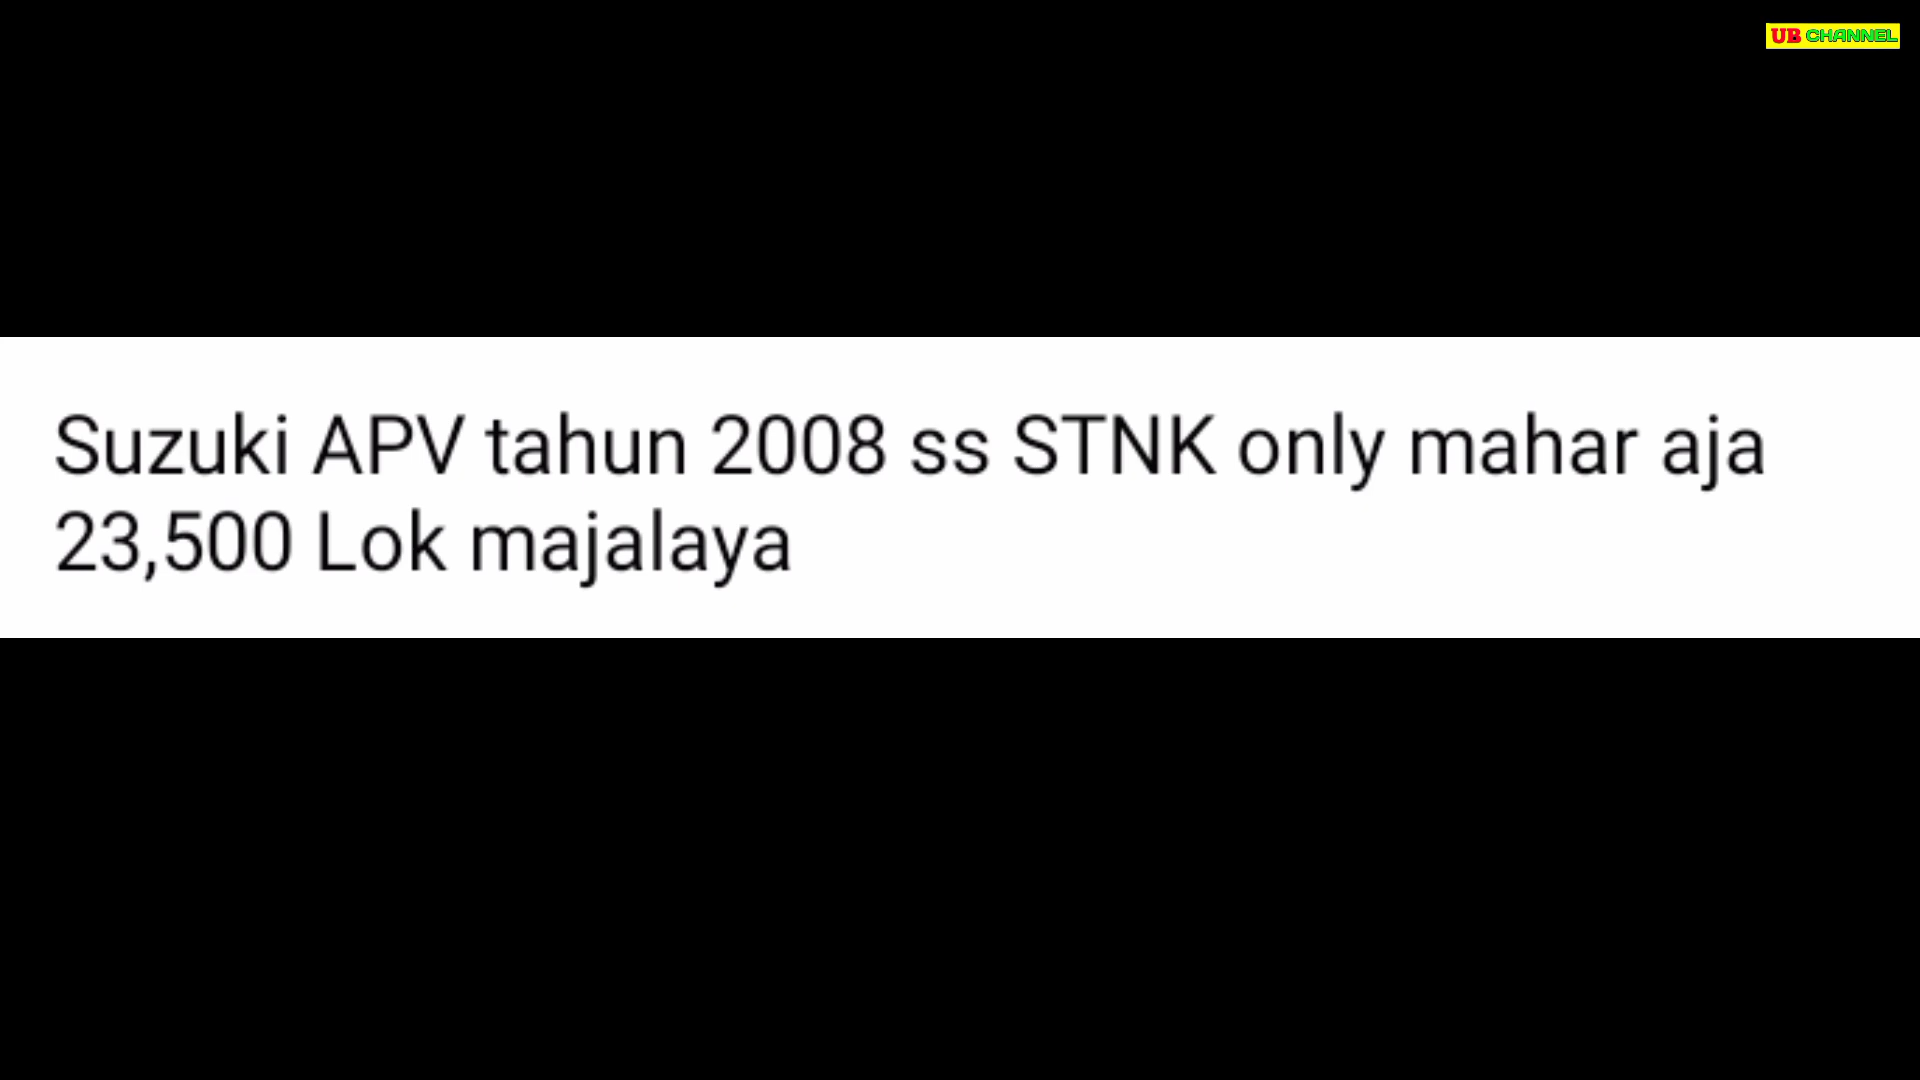 UB CHANNEL
Suzuki APV tahun 2008 ss STNK only mahar aja
23,500 Lok majalaya